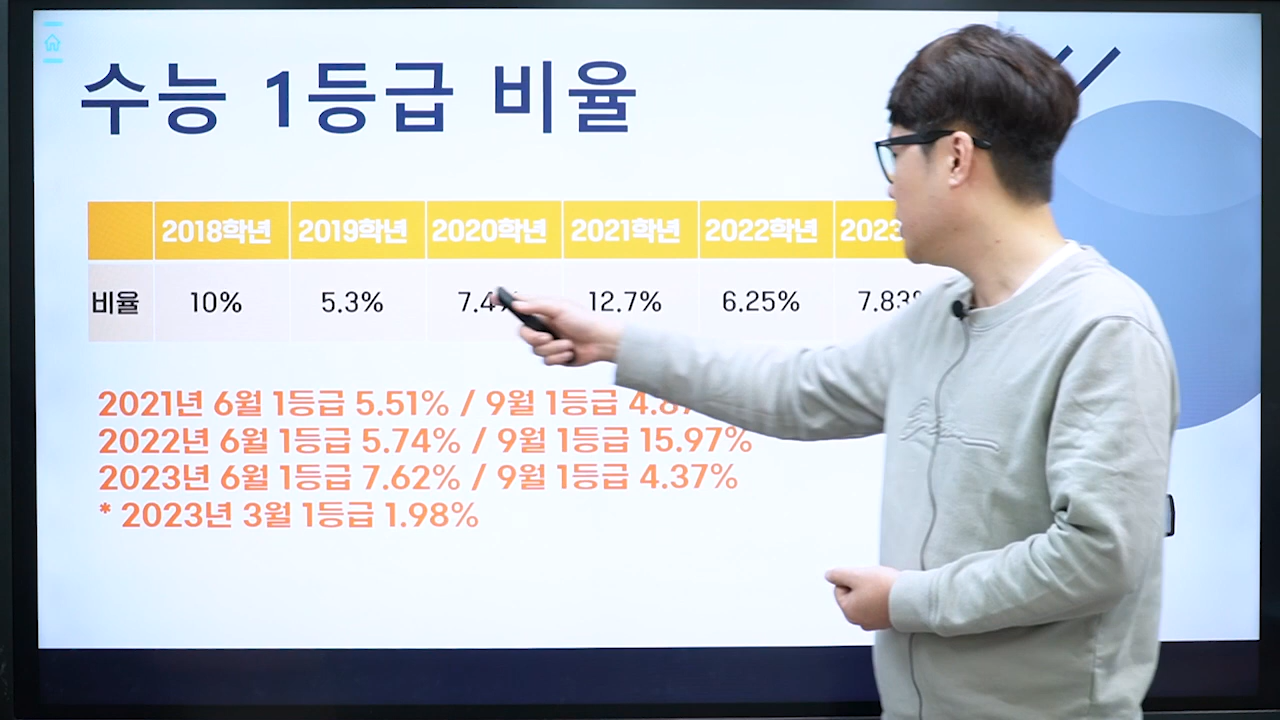 수능 1등급 비율
2018학년 2019학년 2020학년 2021학년 2022학년
비율 10% 5.3% 12.7% 6.25%
2021년 6월 1등급 5.51% / 9월 1등급
2022년 6월 1등급 5.74% / 9월 1등급 15.97%
2023년 6월 1등급 7.62% / 9월 1등급 4.37%
* 2023년 3월 1등급 1.98%